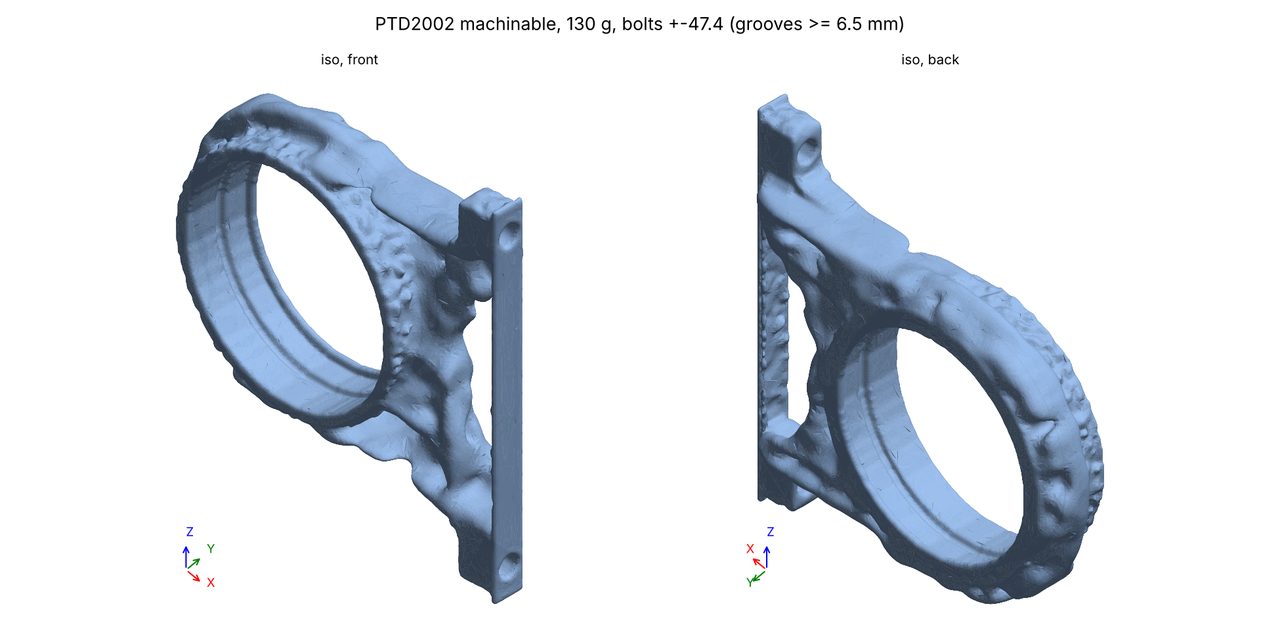 PTD2002 machinable, 130 g, bolts +-47.4 (grooves >= 6.5 mm)
iso, front
iso, back
Z
Y
X
Z
X
Y